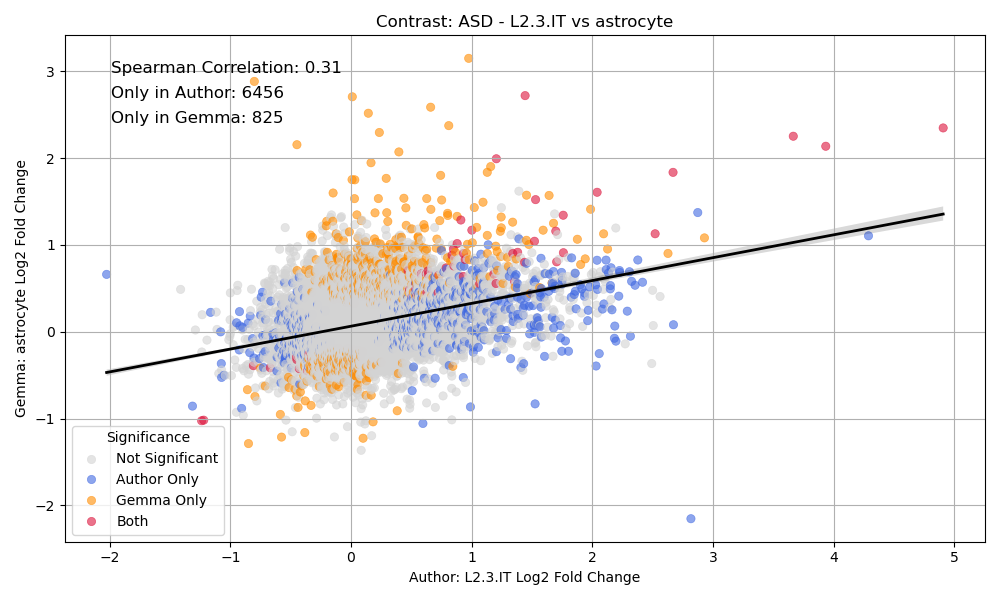 Contrast: ASD - L2.3.IT vs astrocyte
Spearman Correlation: 0.31
Only in Author: 6456
Only in Gemma: 825
Gemma: astrocyte Log2 Fold Change
3
2
1
0
−1
−2
Significance
Not Significant
Author Only
Gemma Only
Both
−2 −1 0 1 2 3 4 5
Author: L2.3.IT Log2 Fold Change